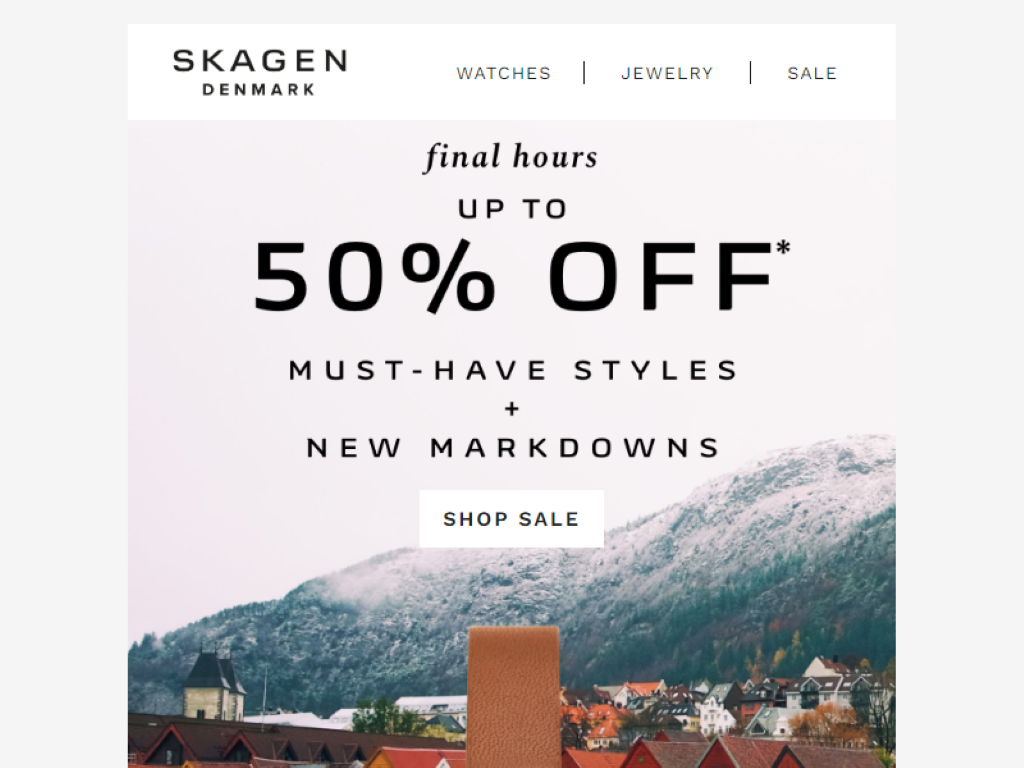 SKAGEN
DENMARK
WATCHES | JEWELRY | SALE
final hours
UP TO
50% OFF*
MUST-HAVE STYLES
+
NEW MARKDOWNS
SHOP SALE